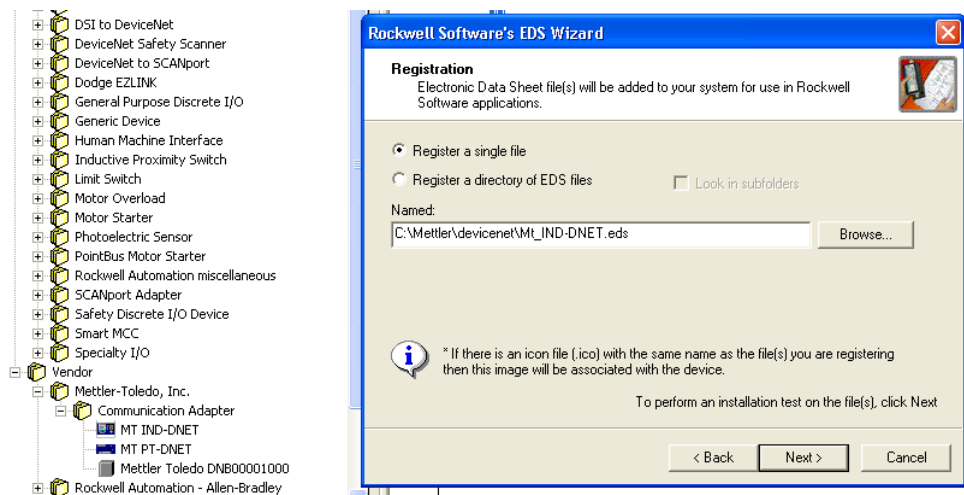 DSI to DeviceNet
DeviceNet Safety Scanner
DeviceNet to SCANport
Dodge EZLINK
General Purpose Discrete I/O
Generic Device
Human Machine Interface
Inductive Proximity Switch
Limit Switch
Motor Overload
Motor Starter
Photoelectric Sensor
PointBus Motor Starter
Rockwell Automation miscellaneous
SCANport Adapter
Safety Discrete I/O Device
Smart MCC
Specialty I/O
Vendor
Mettler-Toledo, Inc.
Communication Adapter
MT IND-DNET
MT PT-DNET
Mettler Toledo DNB00001000
Rockwell Automation - Allen-Bradley
Rockwell Software's EDS Wizard
Registration
Electronic Data Sheet file(s) will be added to your system for use in Rockwell
Software applications.
Register a single file
Register a directory of EDS files
Look in subfolders
Named:
C:\Mettler\devicenet\Mt_IND-DNET.eds
Browse...
* If there is an icon file (.ico) with the same name as the file(s) you are registering
then this image will be associated with the device.
To perform an installation test on the file(s), click Next
< Back
Next >
Cancel